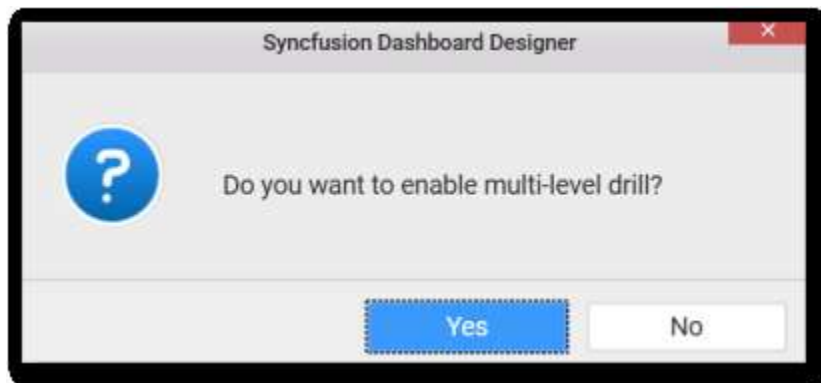 Syncfusion Dashboard Designer
Do you want to enable multi-level drill?
Yes
No